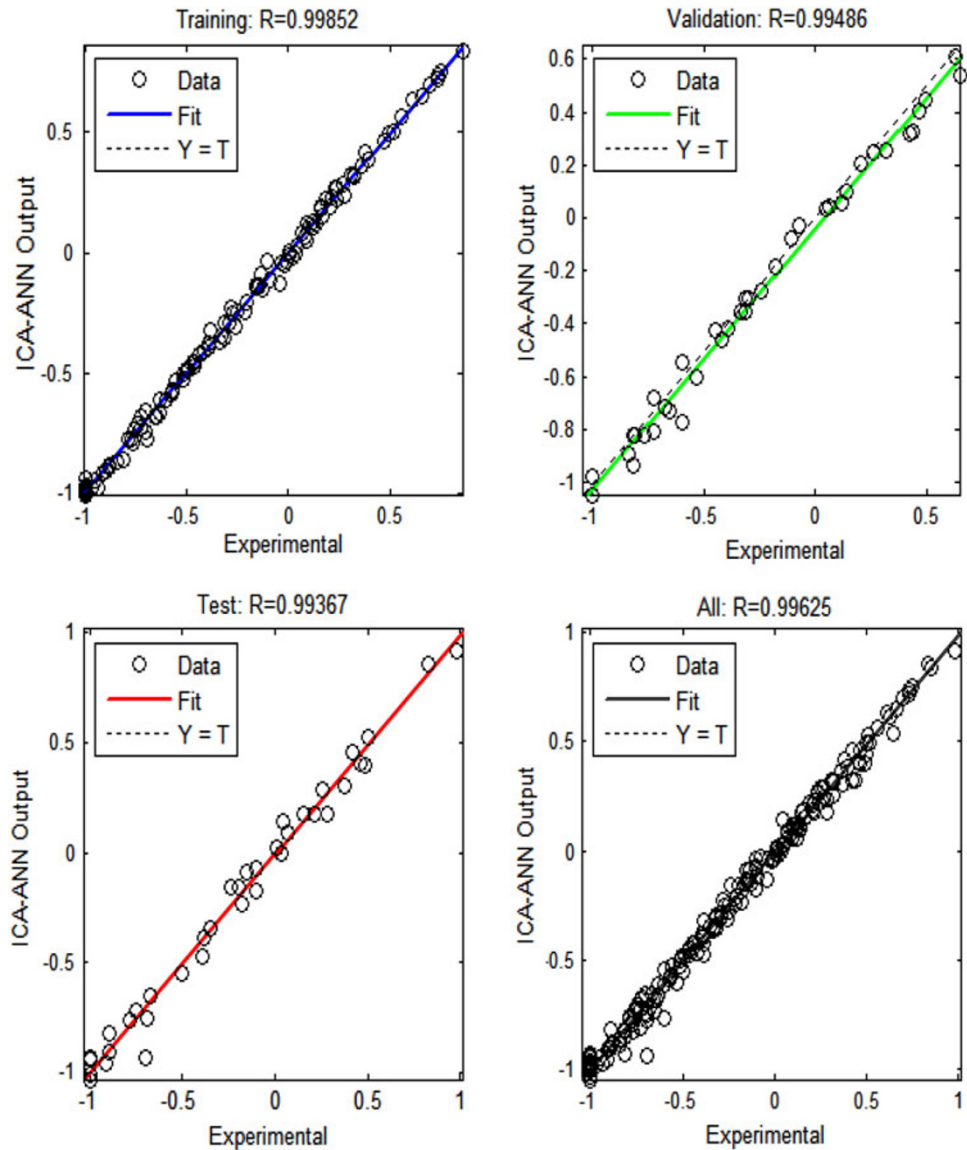 Training: R=0.99852
Data
Fit
Y = T
0.5
0
-0.5
-1
-1 -0.5 0 0.5
ICA-ANN Output
Experimental
Validation: R=0.99486
Data
Fit
Y = T
0.6
0.4
0.2
0
-0.2
-0.4
-0.6
-0.8
-1
-1 -0.5 0 0.5
ICA-ANN Output
Experimental
Test: R=0.99367
Data
Fit
Y = T
1
0.5
0
-0.5
-1
-1 -0.5 0 0.5 1
ICA-ANN Output
Experimental
All: R=0.99625
Data
Fit
Y = T
1
0.5
0
-0.5
-1
-1 -0.5 0 0.5 1
ICA-ANN Output
Experimental